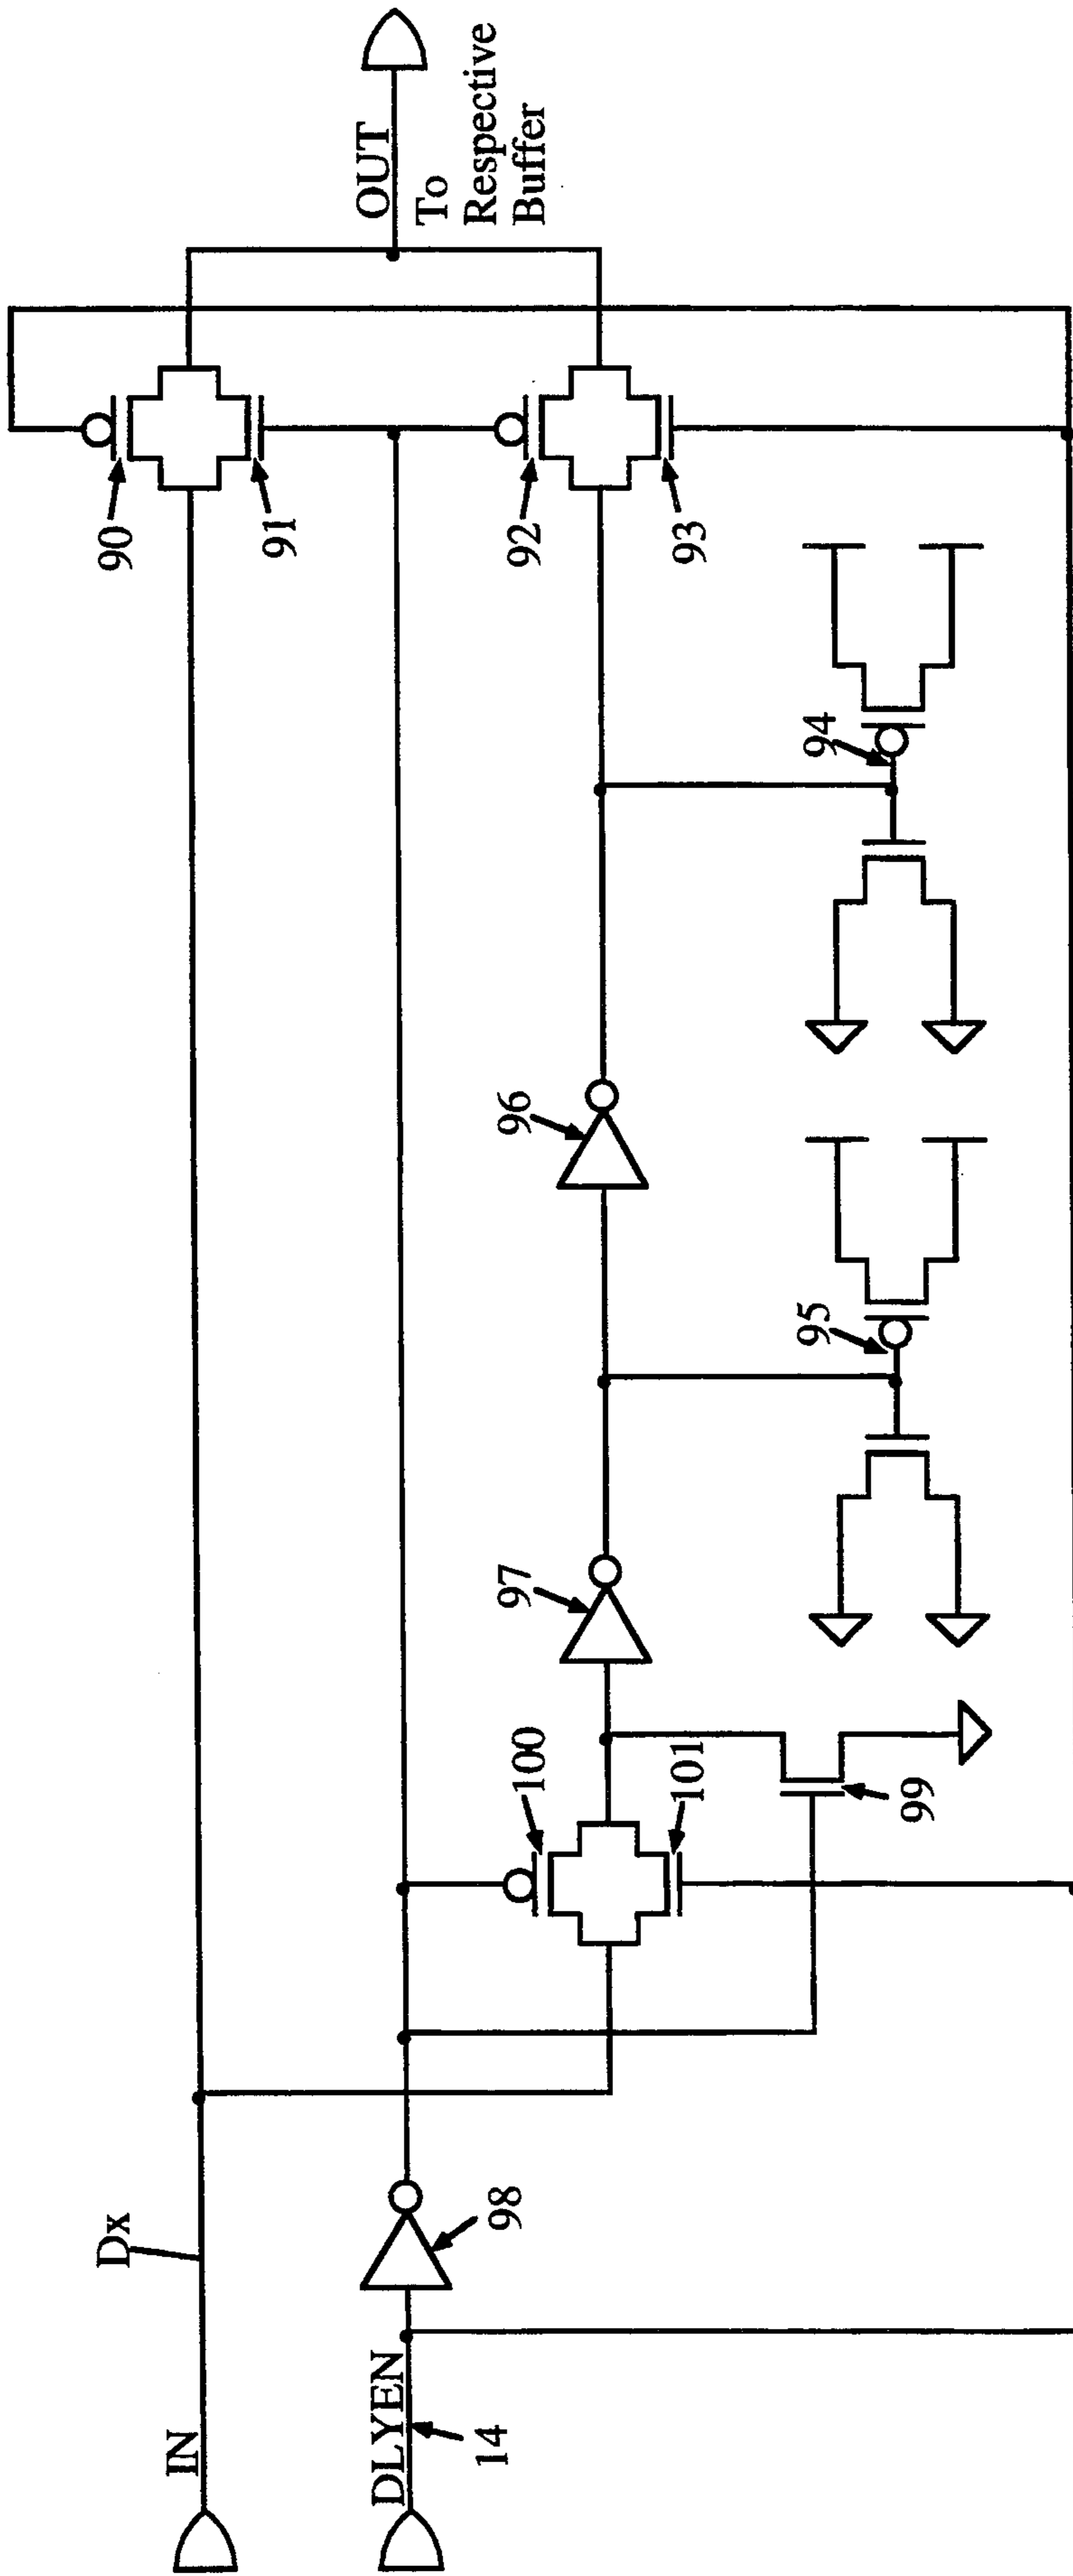 IN
Dx
DLYEN
14
98
100
101
99
97
95
96
94
90
91
92
93
OUT
To
Respective
Buffer